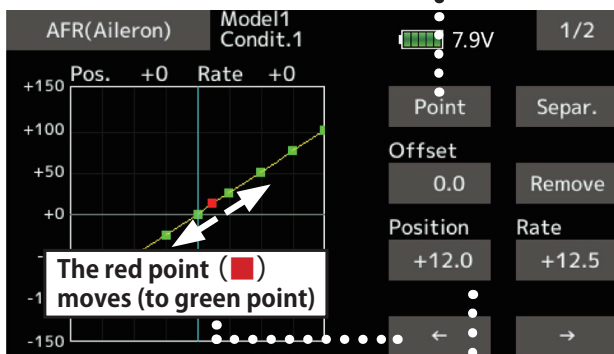 AFR(Aileron)
Model1
Condit.1
7.9V
1/2
Pos. +0 Rate +0
+150
+100
+50
+0
-
-1
-150
The red point (■)
moves (to green point)
Point
Separ.
Offset
0.0
Remove
Position
Rate
+12.0
+12.5
←
→